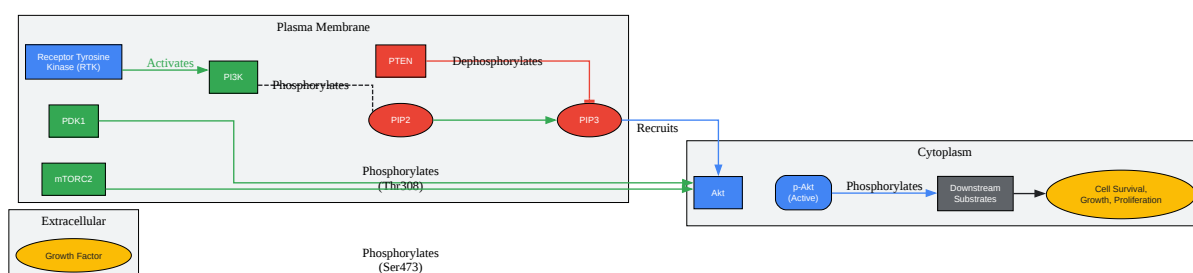 Plasma Membrane
Receptor Tyrosine
Kinase (RTK)
Activates
PI3K
Phosphorylates
PTEN
Dephosphorylates
PDK1
PIP2
PIP3
Recruits
mTORC2
Phosphorylates
(Thr308)
Cytoplasm
Akt
p-Akt
(Active)
Phosphorylates
Downstream
Substrates
Cell Survival,
Growth, Proliferation
Extracellular
Growth Factor
Phosphorylates
(Ser473)